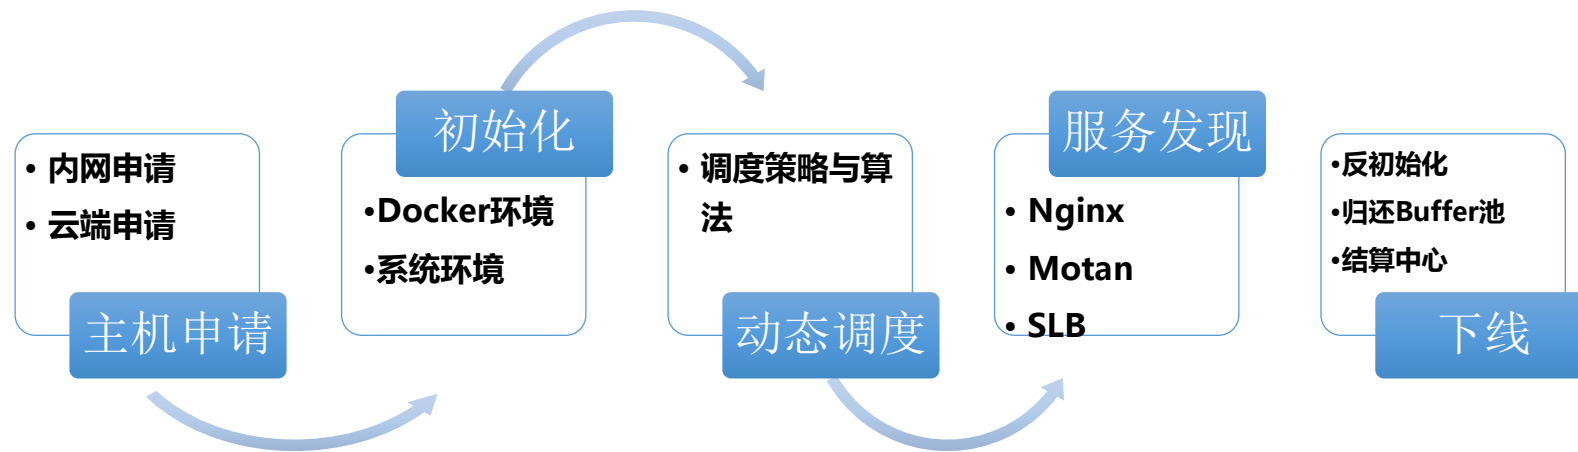 • 内网申请
• 云端申请
主机申请
初始化
•Docker环境
•系统环境
• 调度策略与算
法
动态调度
服务发现
• Nginx
• Motan
• SLB
•反初始化
•归还Buffer池
•结算中心
下线